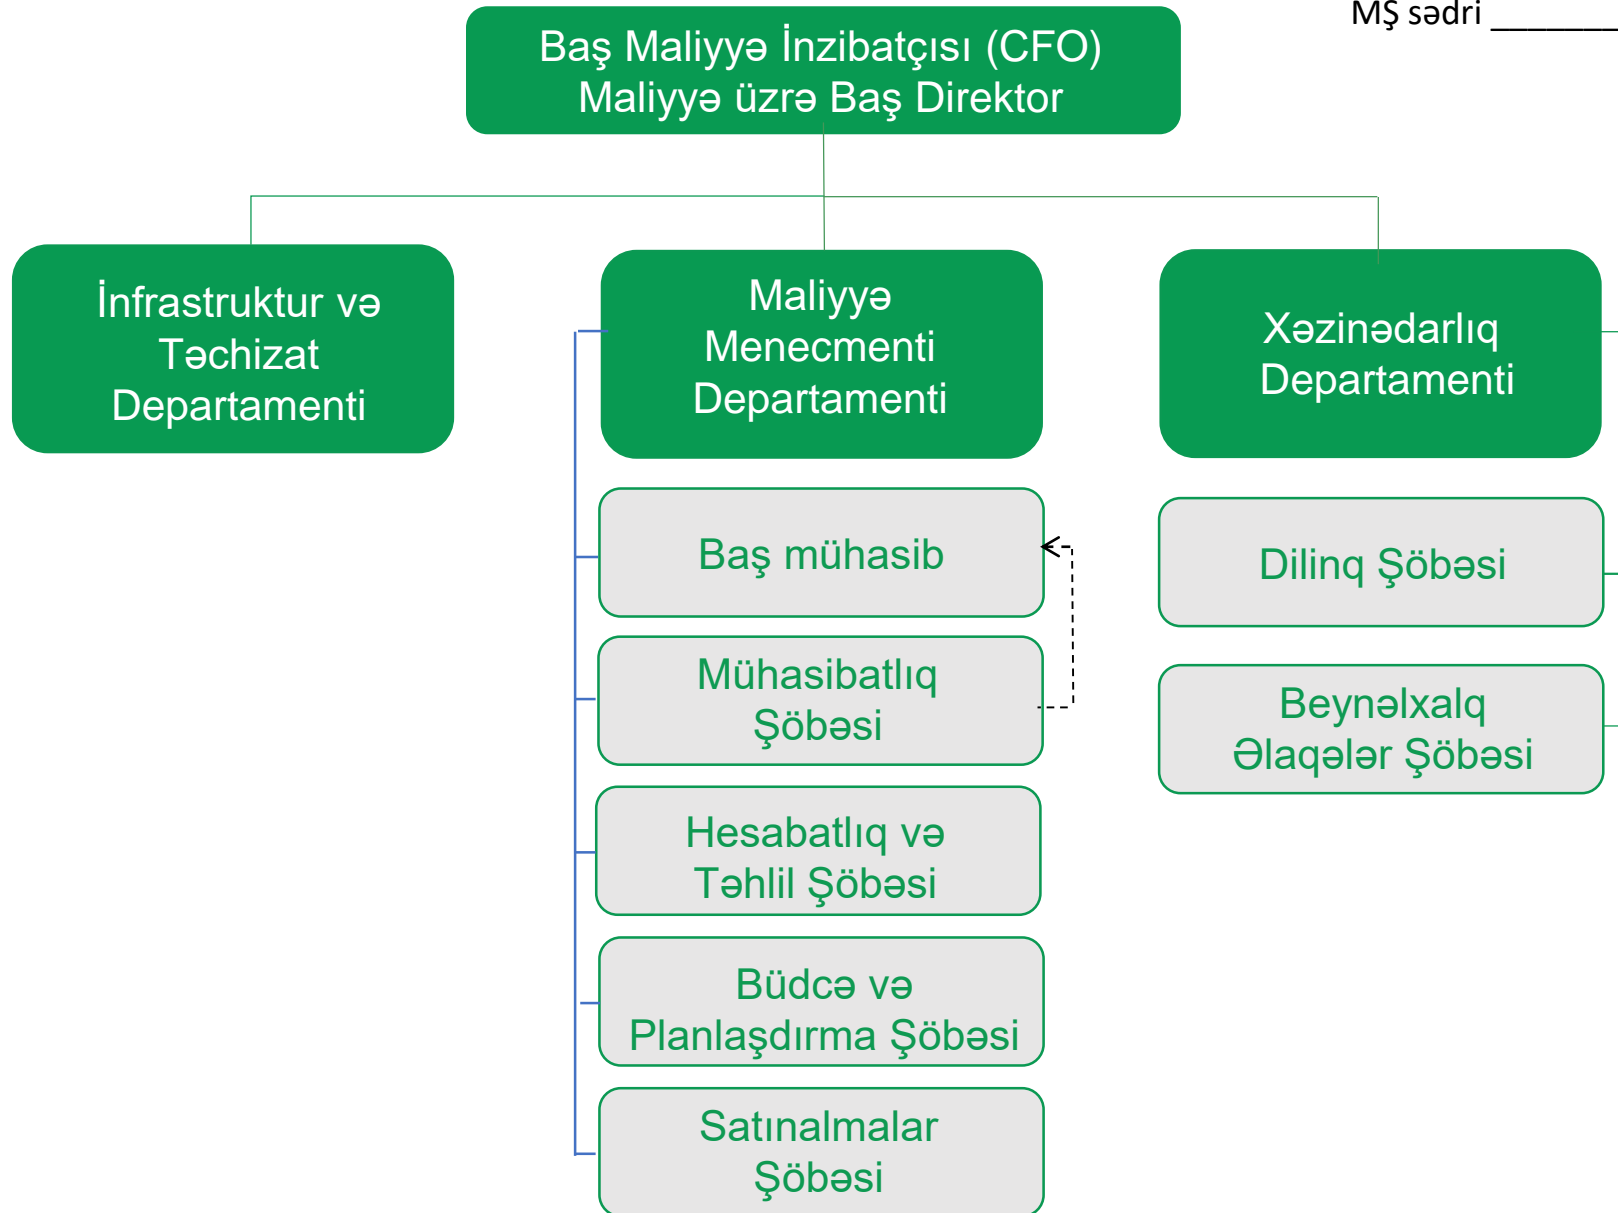 MŞ sədri ________
Baş Maliyyə İnzibatçısı (CFO)
Maliyyə üzrə Baş Direktor
İnfrastruktur və
Təchizat
Departamenti
Maliyyə
Menecmenti
Departamenti
Xəzinədarlıq
Departamenti
Baş mühasib
Mühasibatlıq
Şöbəsi
Hesabatlıq və
Təhlil Şöbəsi
Büdcə və
Planlaşdırma Şöbəsi
Satınalmalar
Şöbəsi
Dilinq Şöbəsi
Beynəlxalq
Əlaqələr Şöbəsi